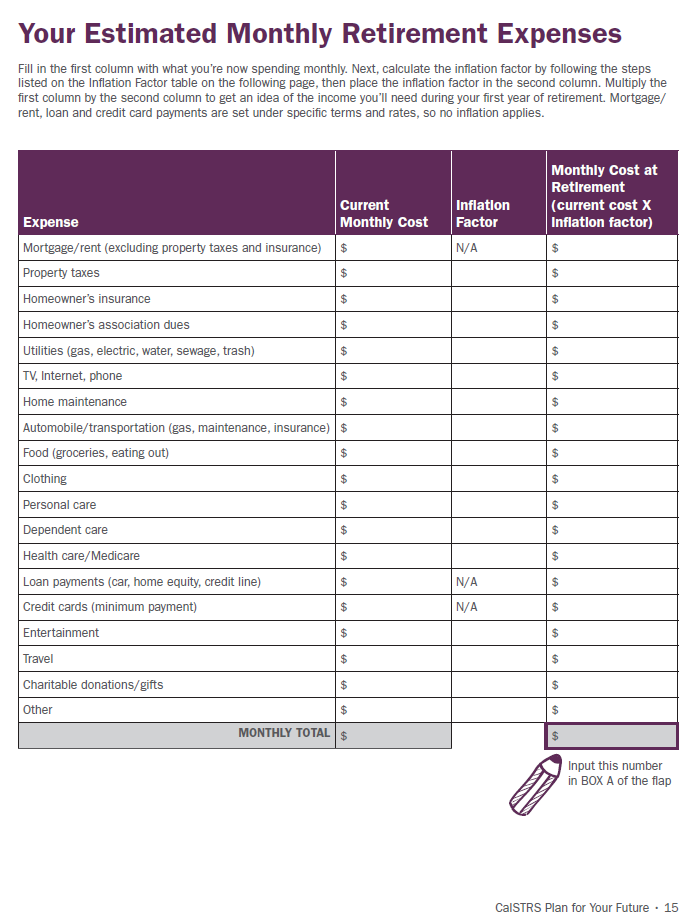 Your Estimated Monthly Retirement Expenses
Fill in the first column with what you’re now spending monthly. Next, calculate the inflation factor by following the steps
listed on the Inflation Factor table on the following page, then place the inflation factor in the second column. Multiply the
first column by the second column to get an idea of the income you’ll need during your first year of retirement. Mortgage/
rent, loan and credit card payments are set under specific terms and rates, so no inflation applies.
Expense
Current
Monthly Cost
Inflation
Factor
Monthly Cost at
Retirement
(current cost X
inflation factor)
Mortgage/rent (excluding property taxes and insurance) $ N/A $
Property taxes $ $
Homeowner’s insurance $ $
Homeowner’s association dues $ $
Utilities (gas, electric, water, sewage, trash) $ $
TV, Internet, phone $ $
Home maintenance $ $
Automobile/transportation (gas, maintenance, insurance) $ $
Food (groceries, eating out) $ $
Clothing $ $
Personal care $ $
Dependent care $ $
Health care/Medicare $ $
Loan payments (car, home equity, credit line) $ N/A $
Credit cards (minimum payment) $ N/A $
Entertainment $ $
Travel $ $
Charitable donations/gifts $ $
Other $ $
MONTHLY TOTAL $ $
Input this number
in BOX A of the flap
CalSTRS Plan for Your Future • 15